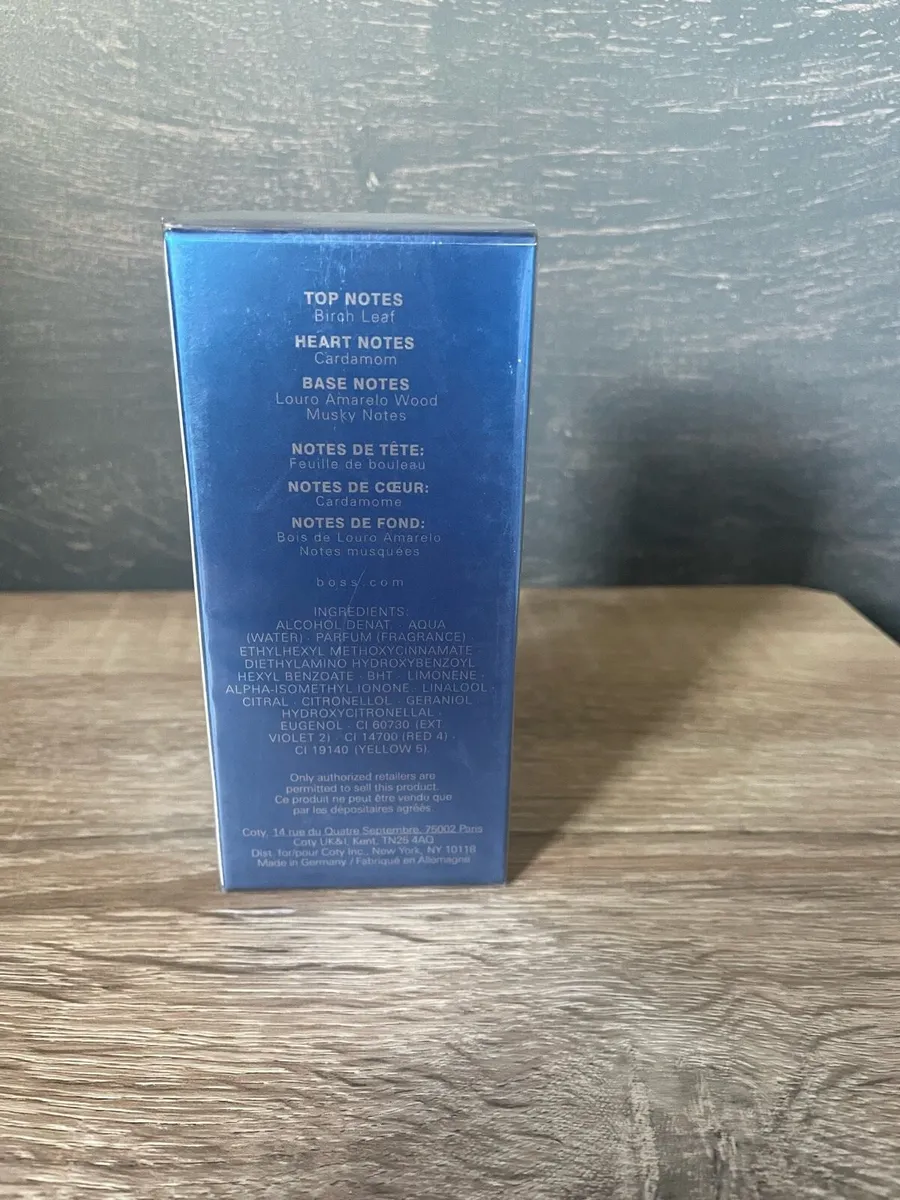 TOP NOTES
Birch Leaf
HEART NOTES
Cardamom
BASE NOTES
Louro Amarelo Wood
Musky Notes
NOTES DE TÊTE:
Feuille de bouleau
NOTES DE CŒUR:
Cardamome
NOTES DE FOND:
Bois de Louro Amarelo
Notes musquées
boss.com
INGREDIENTS:
ALCOHOL DENAT. · AQUA
(WATER) · PARFUM (FRAGRANCE) ·
ETHYLHEXYL METHOXYCINNAMATE ·
DIETHYLAMINO HYDROXYBENZOYL
HEXYL BENZOATE · BHT · LIMONENE ·
ALPHA-ISOMETHYL IONONE · LINALOOL ·
CITRAL · CITRONELLOL · GERANIOL ·
HYDROXYCITRONELLAL ·
EUGENOL · CI 60730 (EXT.
VIOLET 2) · CI 14700 (RED 4) ·
CI 19140 (YELLOW 5).
Only authorized retailers are
permitted to sell this product.
Ce produit ne peut être vendu que
par les dépositaires agréés.
Coty, 14 rue du Quatre Septembre, 75002 Paris
Coty UK&I, Kent, TN25 4AQ
Dist. for/pour Coty Inc., New York, NY 10118
Made in Germany / Fabriqué en Allemagne